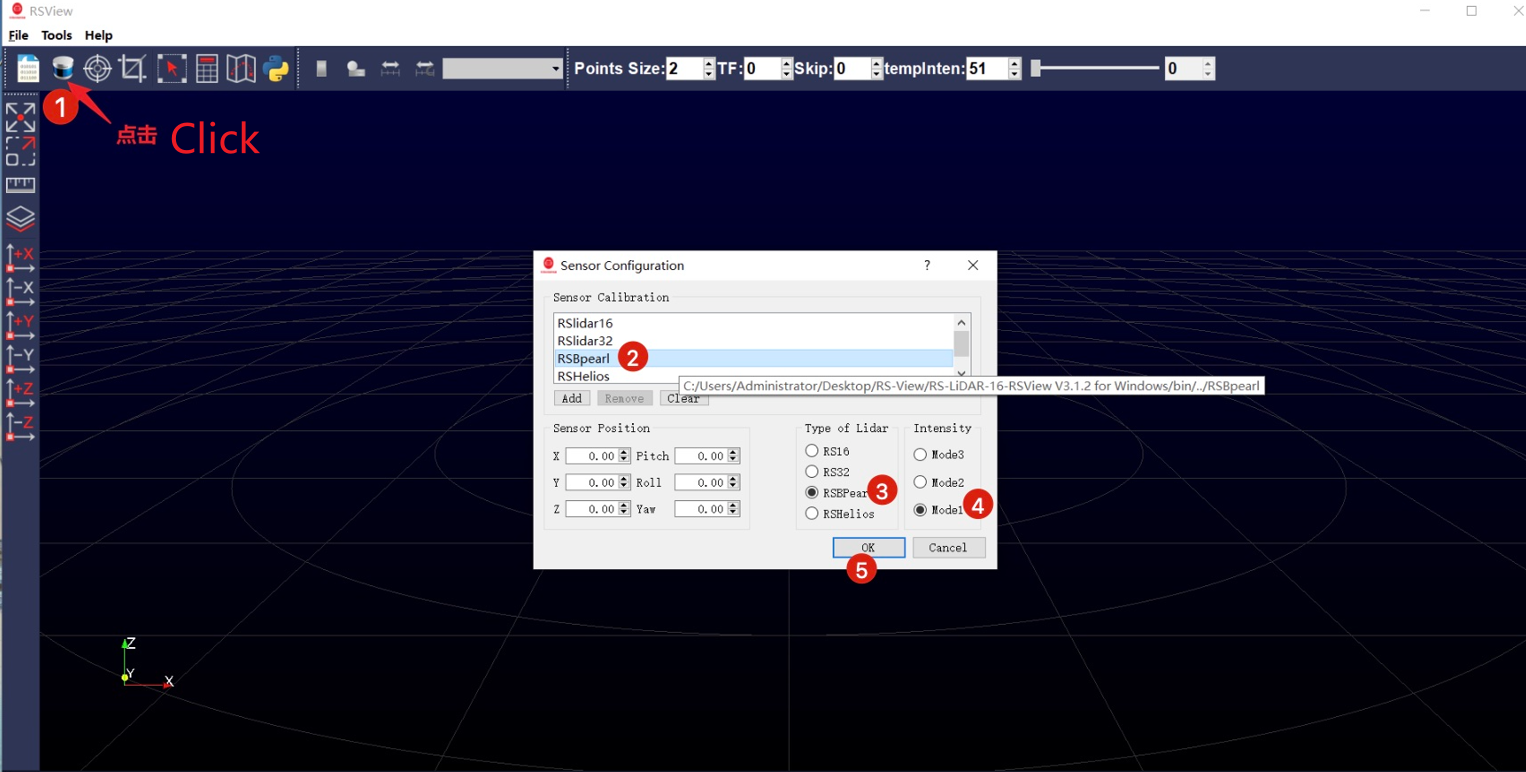 RSView
File Tools Help
Points Size: 2 TF: 0 Skip: 0 tempInten: 51 0
1
点击 Click
+X
-X
+Y
-Y
+Z
-Z
Sensor Configuration ?
Sensor Calibration
RSlidar16
RSlidar32
RSBpearl 2
RSHelios
C:/Users/Administrator/Desktop/RS-View/RS-LiDAR-16-RSView V3.1.2 for Windows/bin/../RSBpearl
Add Remove Clear
Sensor Position
X 0.00 Pitch 0.00
Y 0.00 Roll 0.00
Z 0.00 Yaw 0.00
Type of Lidar
RS16
RS32
RSBPear 3
RSHelios
Intensity
Mode3
Mode2
Mode1 4
OK Cancel
5
Z
Y
X